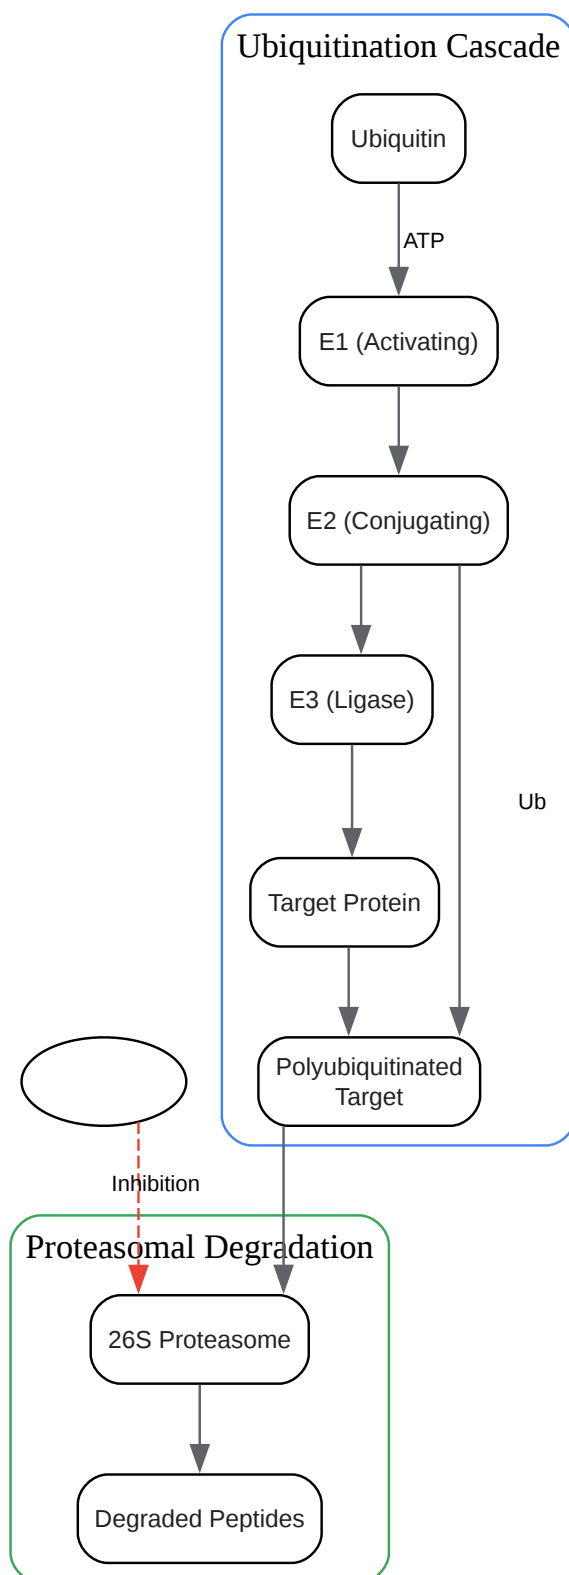 Ubiquitination Cascade
Ubiquitin
ATP
E1 (Activating)
E2 (Conjugating)
E3 (Ligase)
Ub
Target Protein
Polyubiquitinated
Target
Inhibition
Proteasomal Degradation
26S Proteasome
Degraded Peptides